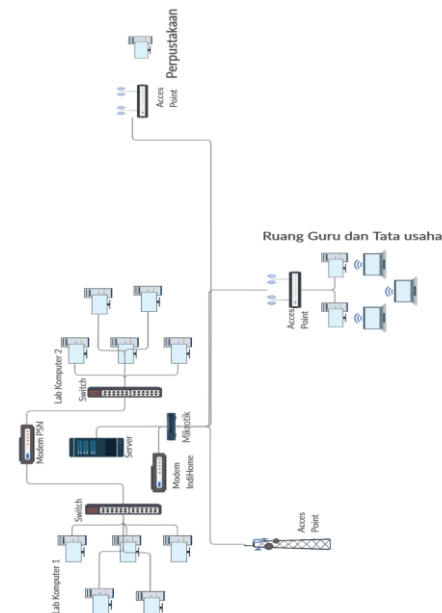 Perpustakaan
Acces
Point
Ruang Guru dan Tata usaha
Acces
Point
Lab Komputer 2
Switch
Modem PSN
Server
Mikrotik
Modem
IndiHome
Switch
Lab Komputer 1
Acces
Point